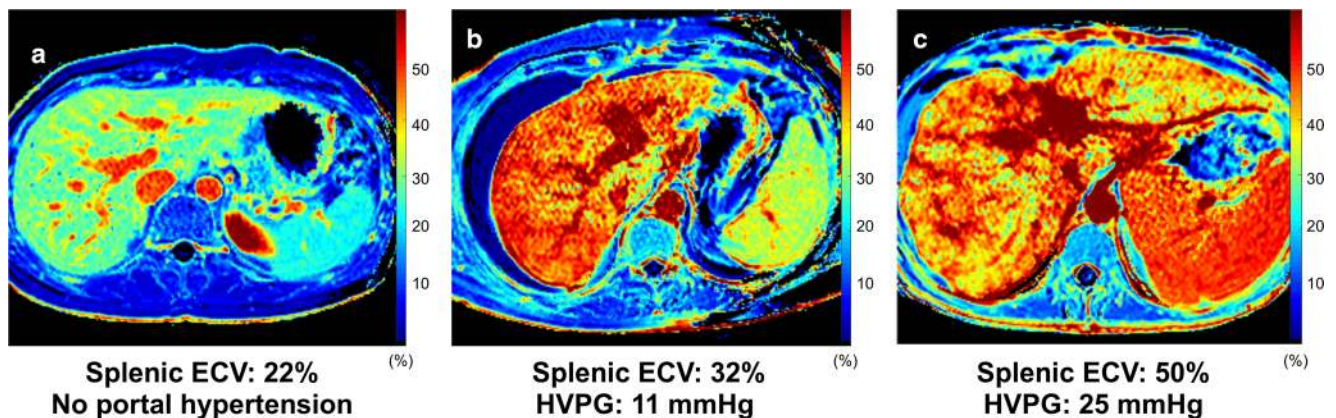 a
50
40
30
20
10
(%)
Splenic ECV: 22%
No portal hypertension
b
50
40
30
20
10
(%)
Splenic ECV: 32%
HVPG: 11 mmHg
c
50
40
30
20
10
(%)
Splenic ECV: 50%
HVPG: 25 mmHg